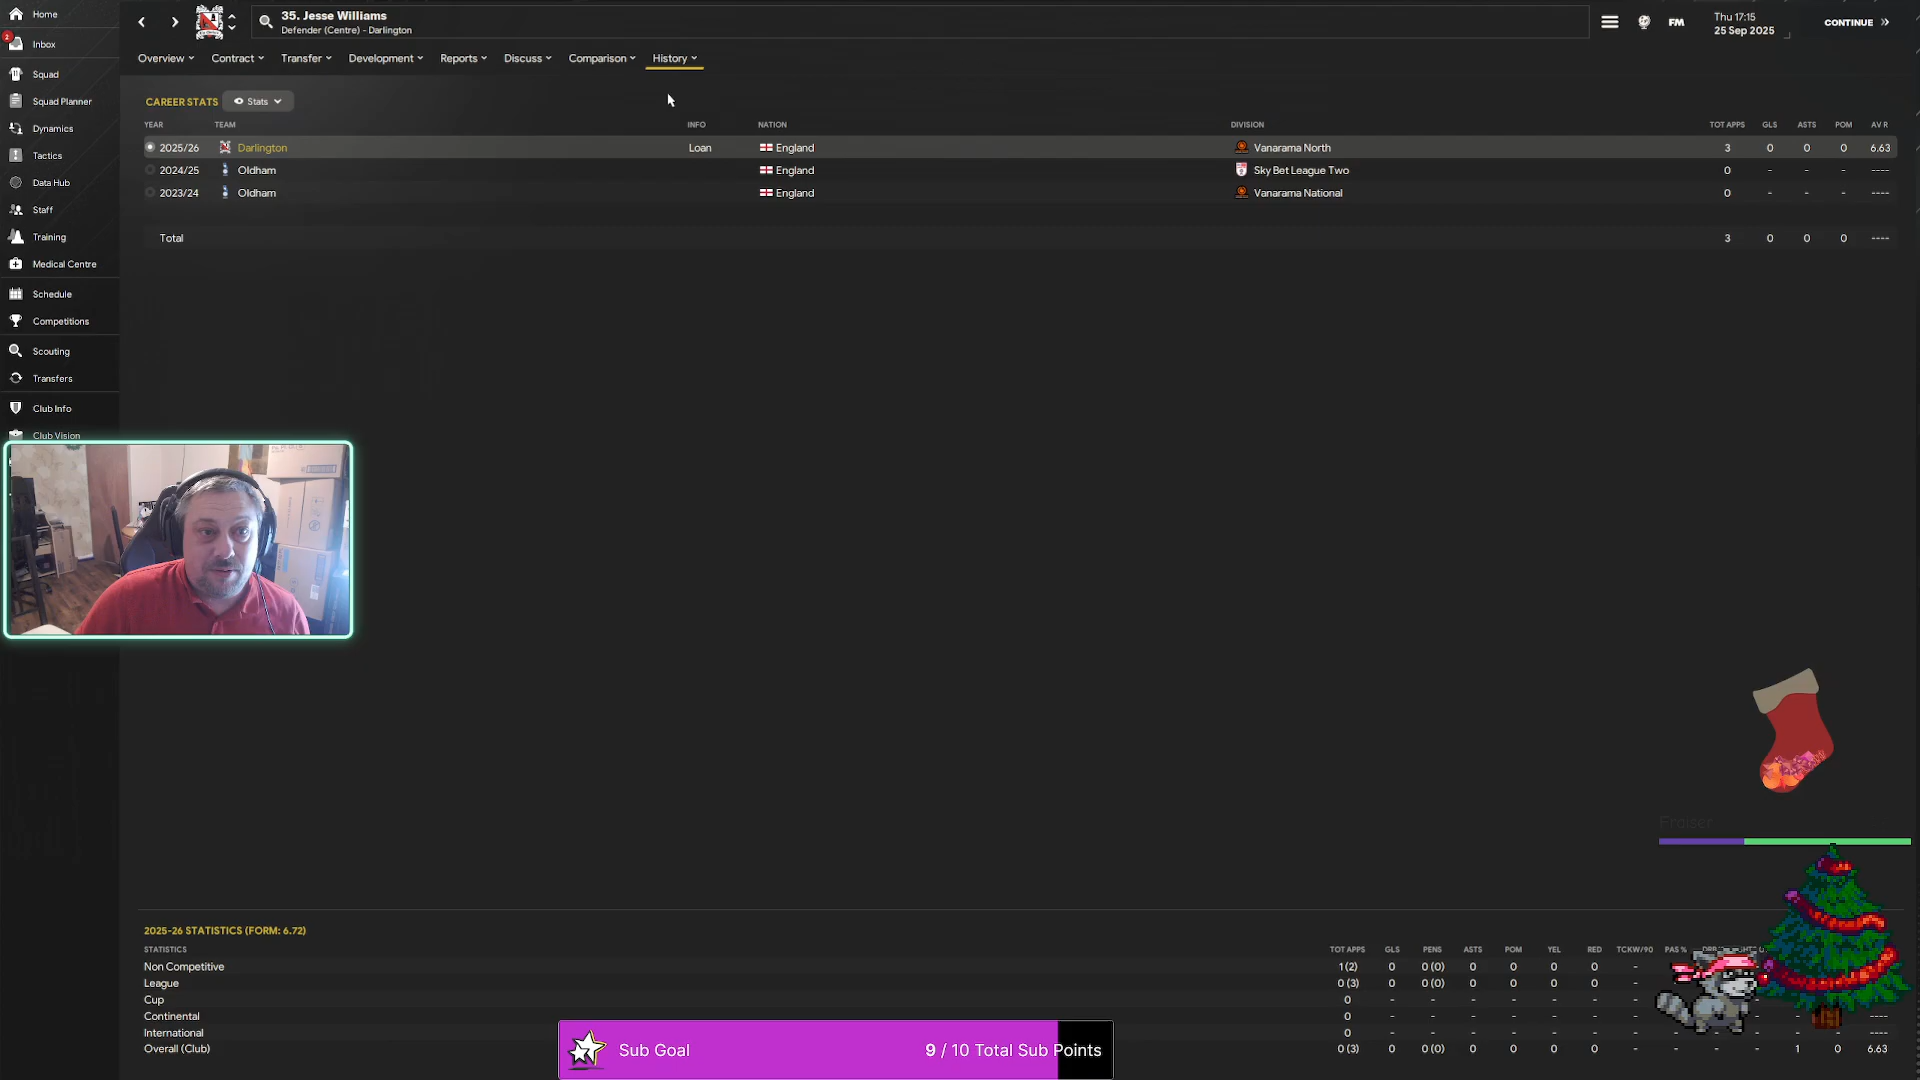 Home
35. Jesse Williams
Defender (Centre) - Darlington
FM
Thu 17:15
25 Sep 2025
CONTINUE
2
Inbox
Squad
Squad Planner
Dynamics
Tactics
Data Hub
Staff
Training
Medical Centre
Schedule
Competitions
Scouting
Transfers
Club Info
Club Vision
Overview Contract Transfer Development Reports Discuss Comparison History
CAREER STATS Stats
YEAR TEAM INFO NATION DIVISION TOT APPS GLS ASTS POM AV R
2025/26 Darlington Loan England Vanarama North 3 0 0 0 6.63
2024/25 Oldham England Sky Bet League Two 0 - - - ----
2023/24 Oldham England Vanarama National 0 - - - ----
Total 3 0 0 0 ----
Fraiser
2025-26 STATISTICS (FORM: 6.72)
STATISTICS TOT APPS GLS PENS ASTS POM YEL RED TCKW/90 PAS %
Non Competitive 1 (2) 0 0 (0) 0 0 0 0 -
League 0 (3) 0 0 (0) 0 0 0 0 -
Cup 0 - - - - - - -
Continental 0 - - - - - - - ----
International 0 - - - - - - -
Overall (Club) 0 (3) 0 0 (0) 0 0 0 0 - - - - 1 0 6.63
Sub Goal 9 / 10 Total Sub Points